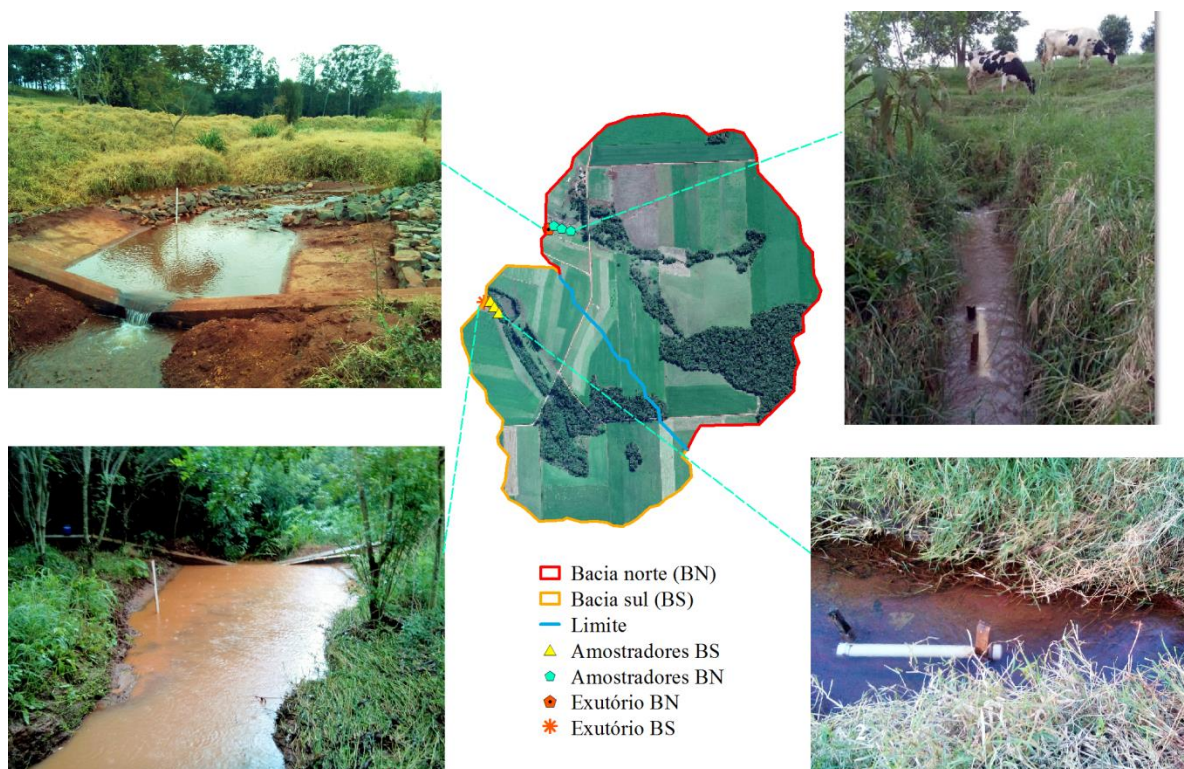 Bacia norte (BN)
Bacia sul (BS)
Limite
Amostradores BS
Amostradores BN
Exutório BN
Exutório BS